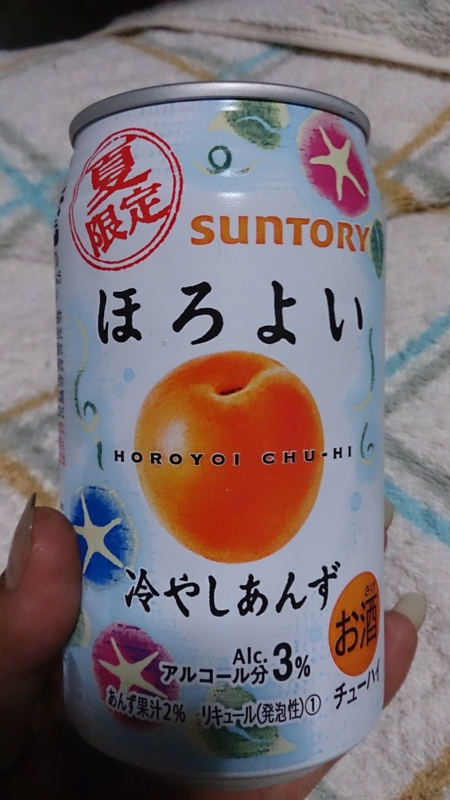 夏
限定
SUNTORY
ほろよい
HOROYOI CHU-HI
冷やしあんず
さけ
お酒
Alc.
アルコール分3%
チューハイ
あんず果汁2% リキュール(発泡性)①